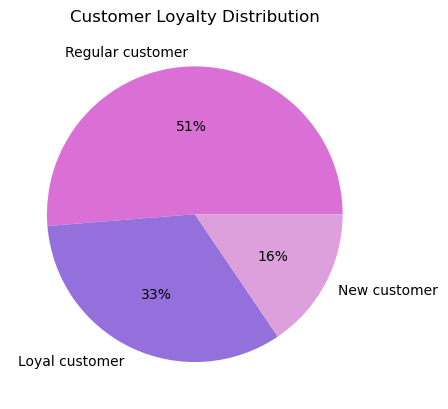 Customer Loyalty Distribution
Regular customer
51%
16%
33%
New customer
Loyal customer